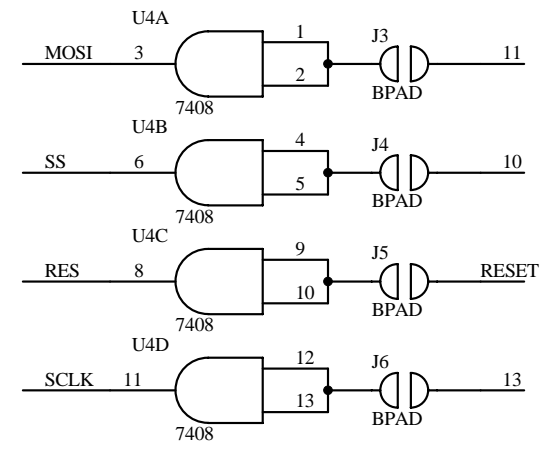 U4A
1
J3
MOSI 3 11
2
BPAD
7408
U4B
4
J4
SS 6 10
5
BPAD
7408
U4C
9
J5
RES 8 RESET
10
BPAD
7408
U4D
12
J6
SCLK 11 13
13
BPAD
7408